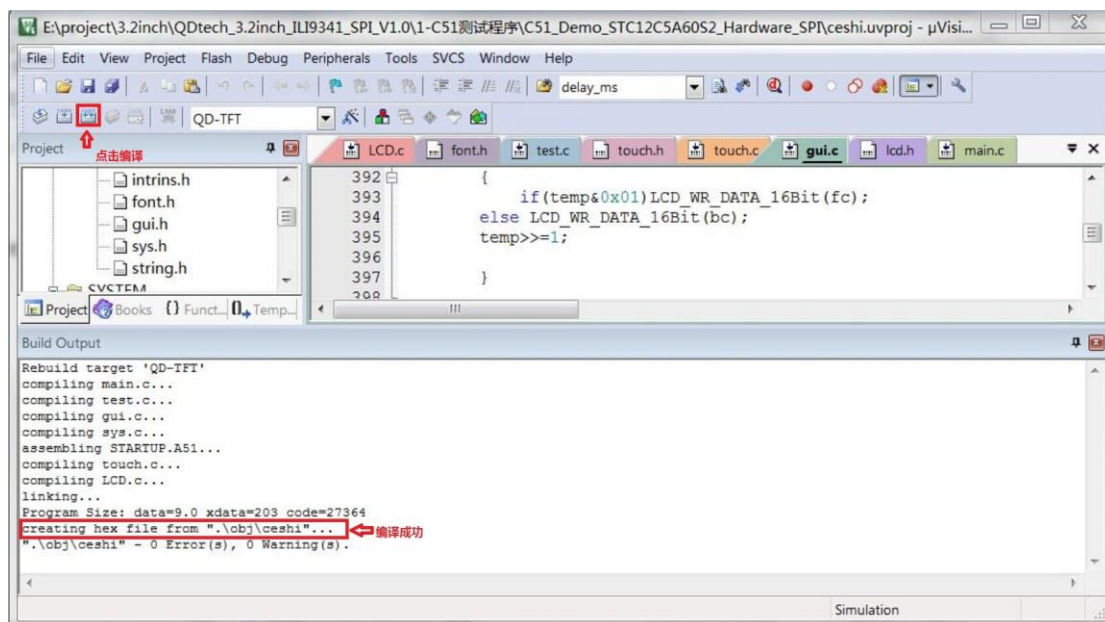 E:\project\3.2inch\QDtech_3.2inch_ILI9341_SPI_V1.0\1-C51测试程序\C51_Demo_STC12C5A60S2_Hardware_SPI\ceshi.uvproj - µVisi...
File Edit View Project Flash Debug Peripherals Tools SVCS Window Help
delay_ms
QD-TFT
点击编译
Project
LCD.c font.h test.c touch.h touch.c gui.c lcd.h main.c
intrins.h
font.h
gui.h
sys.h
string.h
SYSTEM
392 {
393 if(temp&0x01)LCD_WR_DATA_16Bit(fc);
394 else LCD_WR_DATA_16Bit(bc);
395 temp>>=1;
396
397 }
398
Project Books {} Funct... Temp...
Build Output
Rebuild target 'QD-TFT'
compiling main.c...
compiling test.c...
compiling gui.c...
compiling sys.c...
assembling STARTUP.A51...
compiling touch.c...
compiling LCD.c...
linking...
Program Size: data=9.0 xdata=203 code=27364
creating hex file from ".\obj\ceshi"...
编译成功
".\obj\ceshi" - 0 Error(s), 0 Warning(s).
Simulation